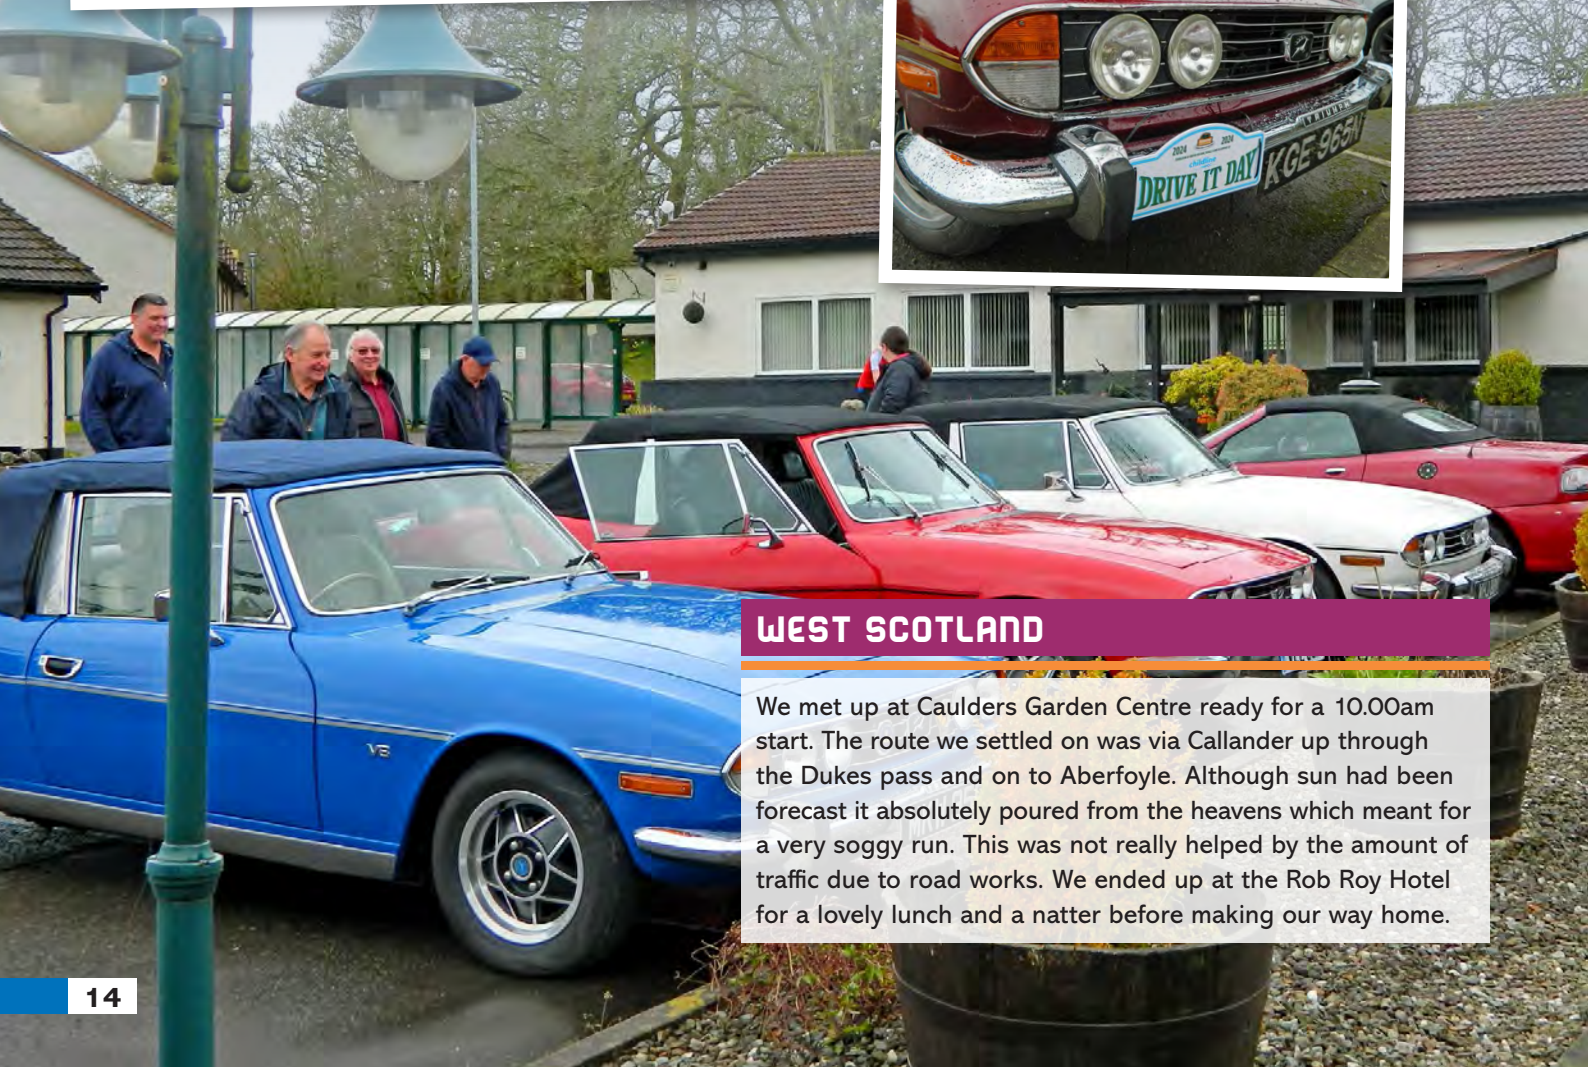 2024 2024
childline
DRIVE IT DAY
KGE 965N
WEST SCOTLAND
We met up at Caulders Garden Centre ready for a 10.00am
start. The route we settled on was via Callander up through
the Dukes pass and on to Aberfoyle. Although sun had been
forecast it absolutely poured from the heavens which meant for
a very soggy run. This was not really helped by the amount of
traffic due to road works. We ended up at the Rob Roy Hotel
for a lovely lunch and a natter before making our way home.
V8
14